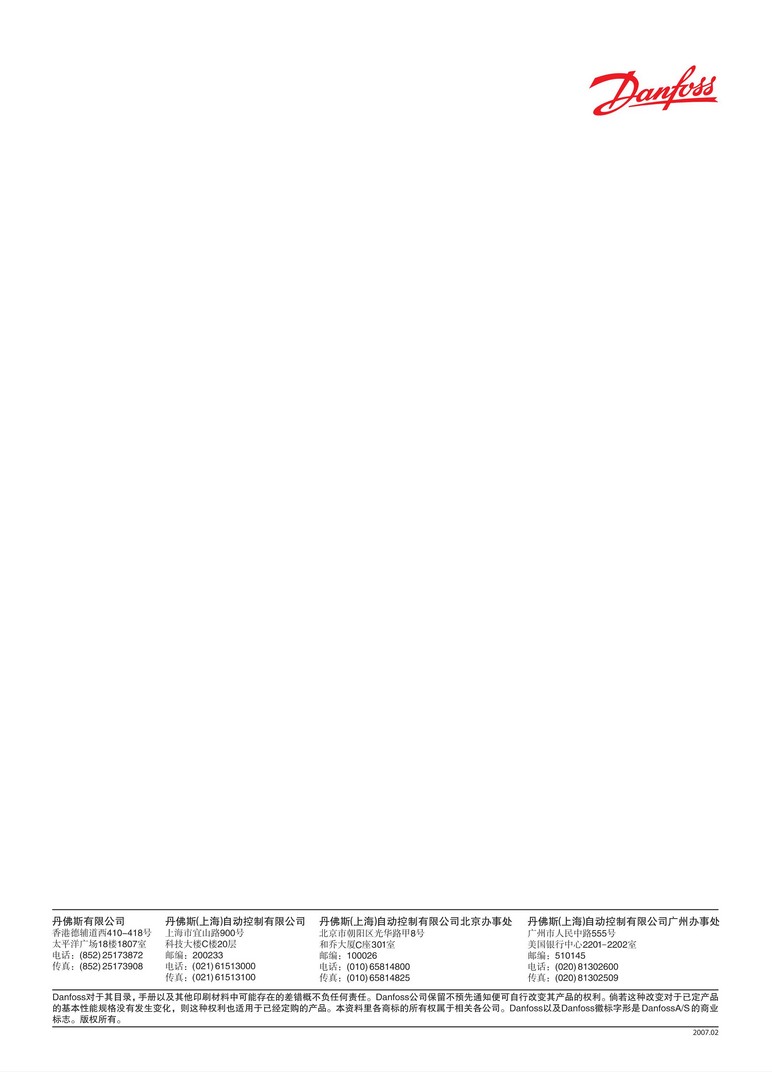 Danfoss
丹佛斯有限公司
香港德辅道西410-418号
太平洋广场18楼1807室
电话：(852) 25173872
传真：(852) 25173908
丹佛斯(上海)自动控制有限公司
上海市宜山路900号
科技大楼C楼20层
邮编：200233
电话：(021) 61513000
传真：(021) 61513100
丹佛斯(上海)自动控制有限公司北京办事处
北京市朝阳区光华路甲8号
和乔大厦C座301室
邮编：100026
电话：(010) 65814800
传真：(010) 65814825
丹佛斯(上海)自动控制有限公司广州办事处
广州市人民中路555号
美国银行中心2201-2202室
邮编：510145
电话：(020) 81302600
传真：(020) 81302509
Danfoss对于其目录，手册以及其他印刷材料中可能存在的差错概不负任何责任。Danfoss公司保留不预先通知便可自行改变其产品的权利。倘若这种改变对于已定产品
的基本性能规格没有发生变化，则这种权利也适用于已经定购的产品。本资料里各商标的所有权属于相关各公司。Danfoss以及Danfoss徽标字形是DanfossA/S的商业
标志。版权所有。
2007.02